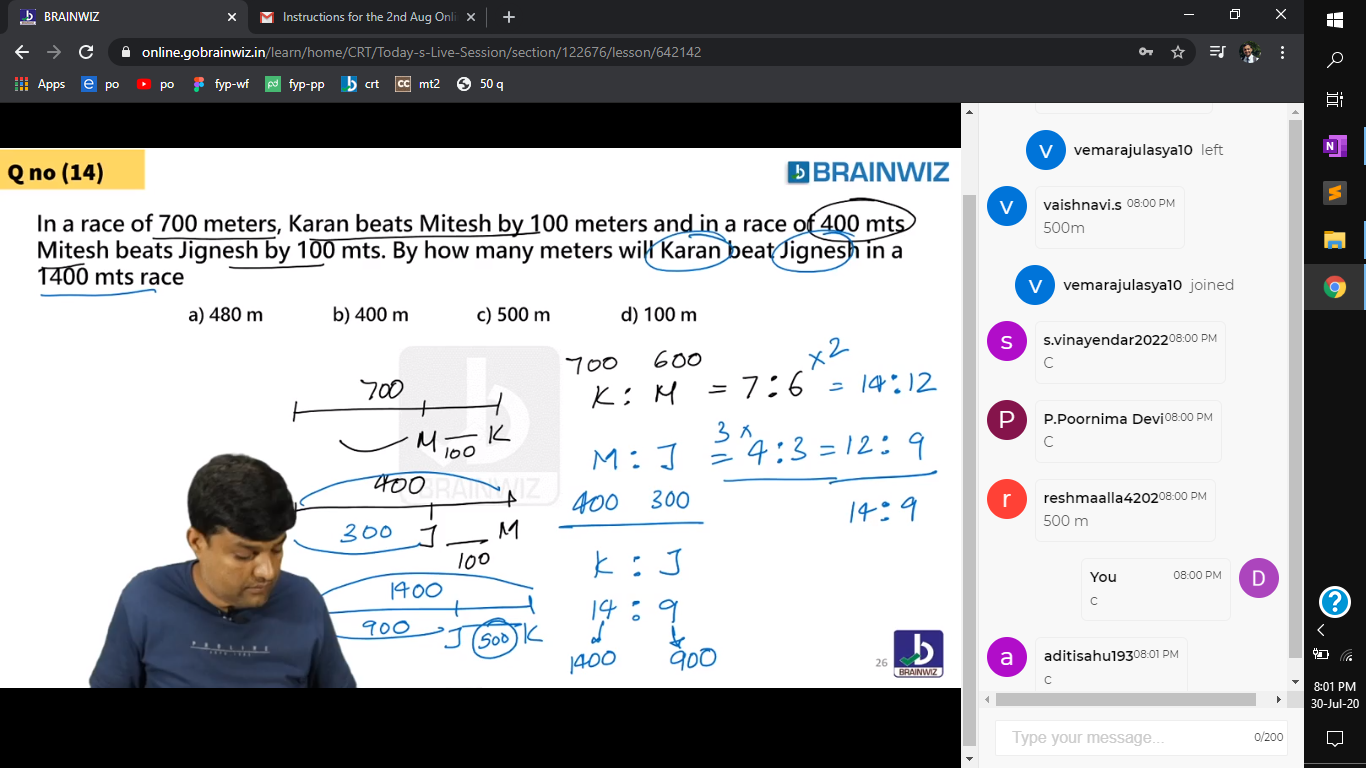 BRAINWIZ
Instructions for the 2nd Aug Onli
online.gobrainwiz.in/learn/home/CRT/Today-s-Live-Session/section/122676/lesson/642142
Apps po po fyp-wf fyp-pp crt mt2 50 q
Q no (14)
BRAINWIZ
In a race of 700 meters, Karan beats Mitesh by 100 meters and in a race of 400 mts
Mitesh beats Jignesh by 100 mts. By how many meters will Karan beat Jignesh in a
1400 mts race
a) 480 m b) 400 m c) 500 m d) 100 m
700
M 100 K
400
300 J 100 M
1400
900 J 500 K
700 600
K : M = 7 : 6 x2 = 14 : 12
M : J = 3 x 4 : 3 = 12 : 9
400 300
14 : 9
K : J
14 : 9
1400 900
BRAINWIZ
26
BRAINWIZ
V vemarajulasya10 left
V vaishnavi.s 08:00 PM
500m
V vemarajulasya10 joined
s s.vinayendar2022 08:00 PM
C
P P.Poornima Devi 08:00 PM
C
r reshmaalla4202 08:00 PM
500 m
You 08:00 PM D
c
a aditisahu193 08:01 PM
c
Type your message... 0/200
8:01 PM
30-Jul-20